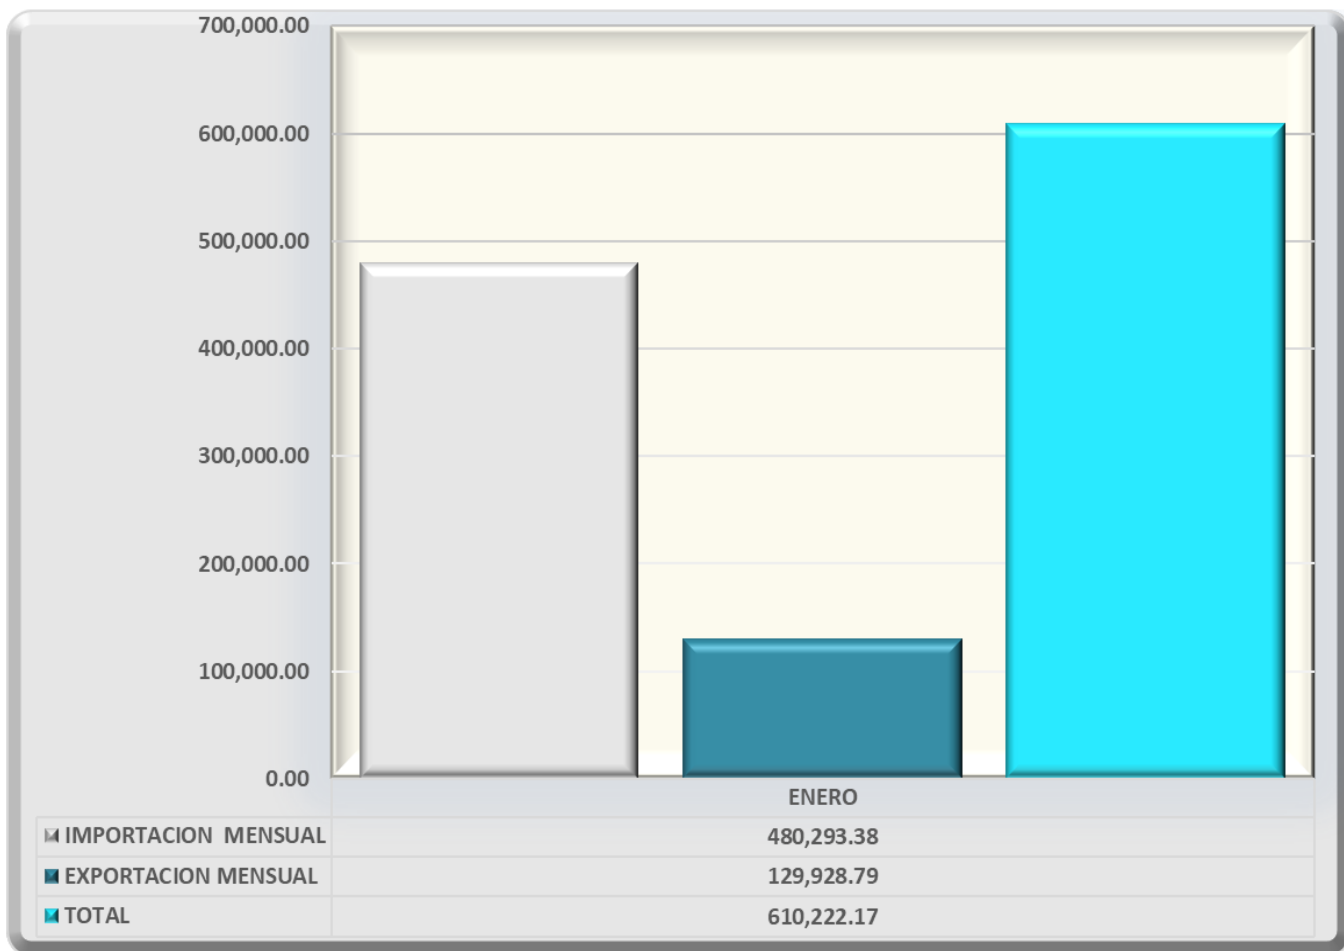 700,000.00
600,000.00
500,000.00
400,000.00
300,000.00
200,000.00
100,000.00
0.00
ENERO
IMPORTACION MENSUAL 480,293.38
EXPORTACION MENSUAL 129,928.79
TOTAL 610,222.17